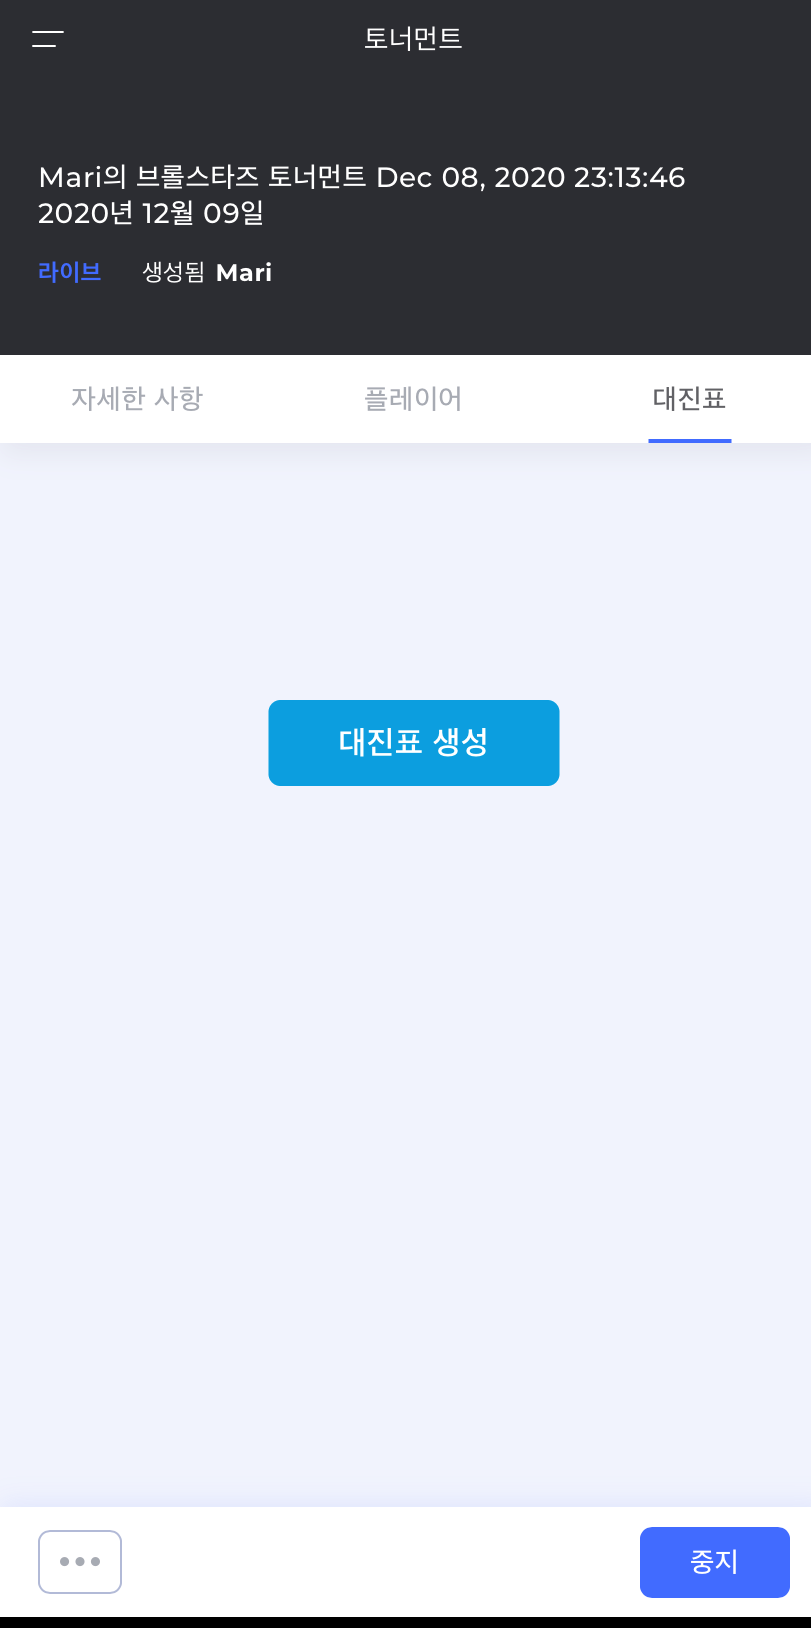 토너먼트
Mari의 브롤스타즈 토너먼트 Dec 08, 2020 23:13:46
2020년 12월 09일
라이브 생성됨 Mari
자세한 사항 플레이어 대진표
대진표 생성
중지